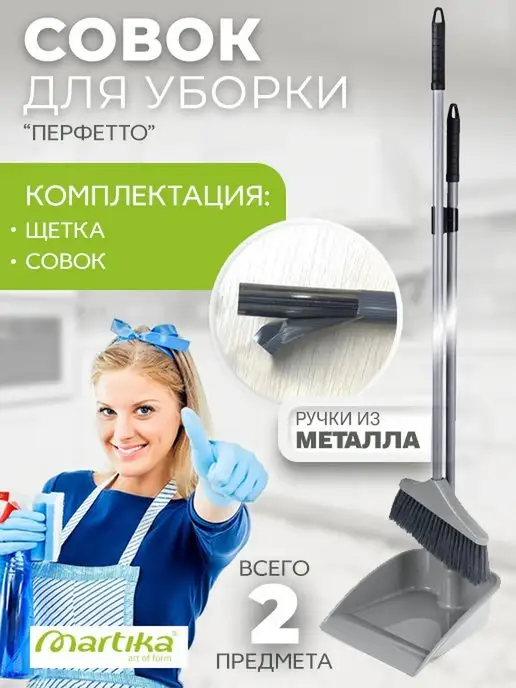 СОВОК
ДЛЯ УБОРКИ
“ПЕРФЕТТО”
КОМПЛЕКТАЦИЯ:
• ЩЕТКА
• СОВОК
РУЧКИ ИЗ
МЕТАЛЛА
ВСЕГО
2
ПРЕДМЕТА
martika®
art of form